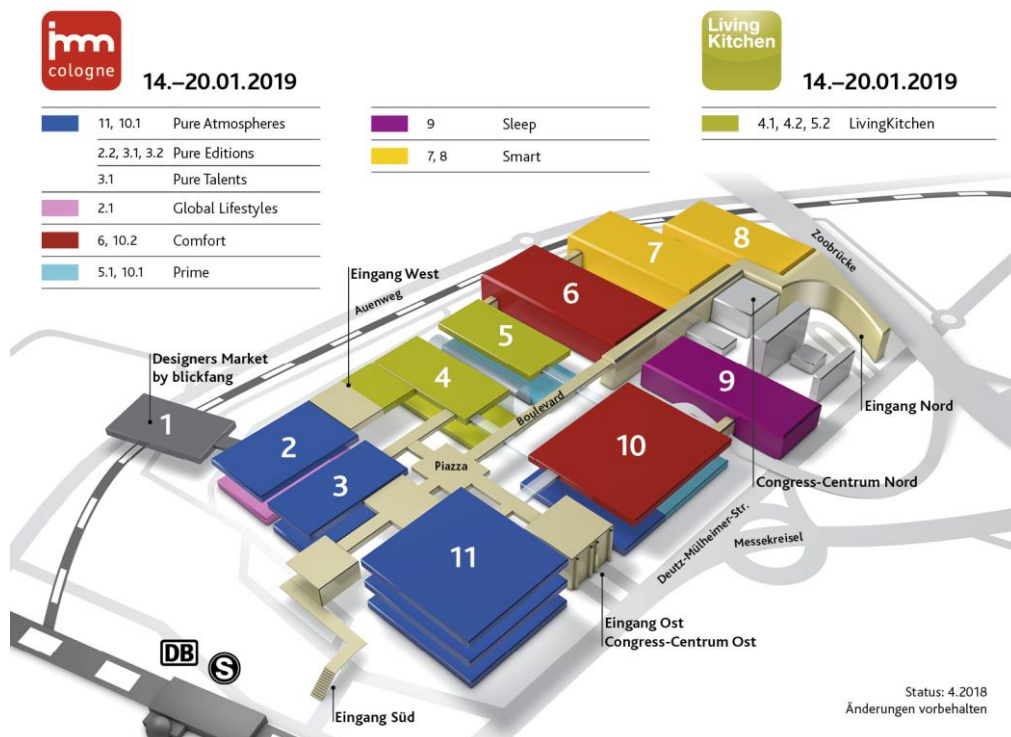 imm
cologne
14.–20.01.2019
Living
Kitchen
14.–20.01.2019
11, 10.1 Pure Atmospheres
2.2, 3.1, 3.2 Pure Editions
3.1 Pure Talents
2.1 Global Lifestyles
6, 10.2 Comfort
5.1, 10.1 Prime
9 Sleep
7, 8 Smart
4.1, 4.2, 5.2 LivingKitchen
Zoobrücke
8
7
6
Eingang West
Auenweg
5
4
9
Boulevard
Designers Market
by blickfang
1
2
3
Piazza
10
11
Eingang Nord
Congress-Centrum Nord
Deutz-Mülheimer-Str.
Messekreisel
Eingang Ost
Congress-Centrum Ost
DB
S
Eingang Süd
Status: 4.2018
Änderungen vorbehalten